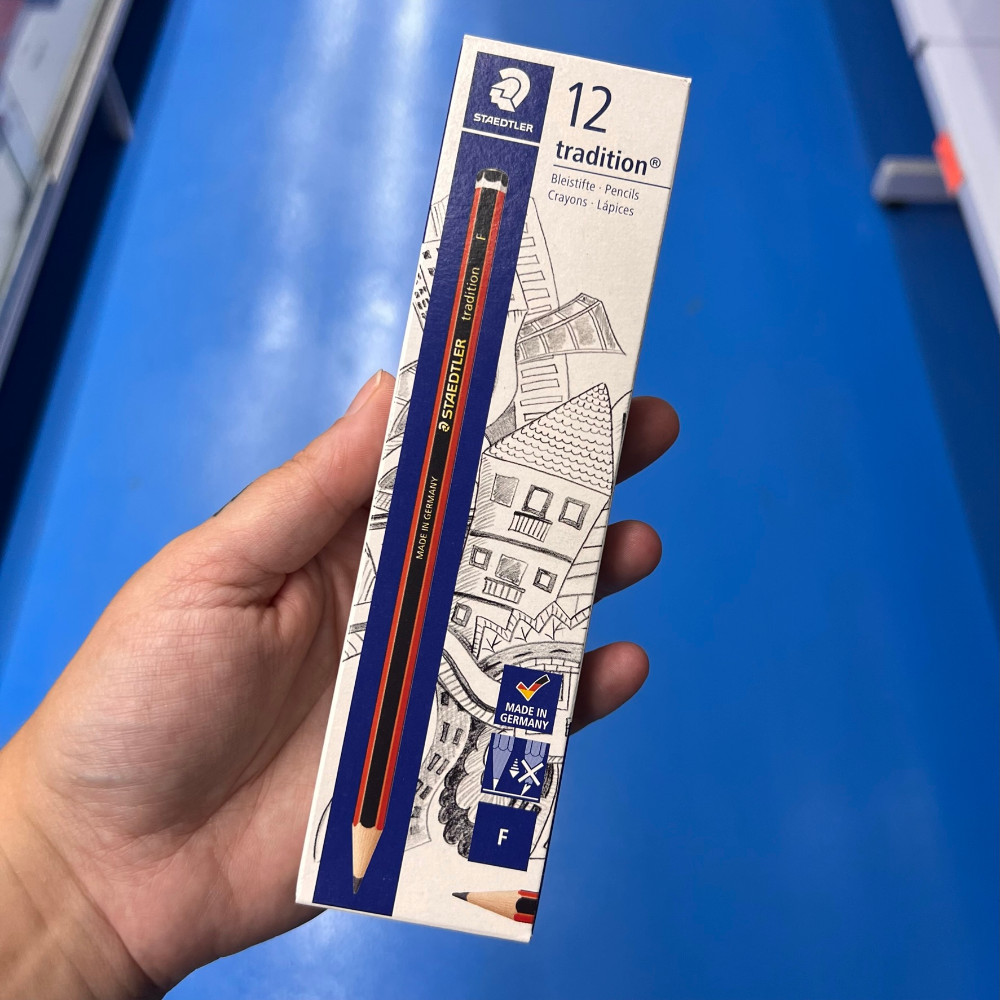 STAEDTLER
12
tradition®
Bleistifte · Pencils
Crayons · Lápices
F
tradition
STAEDTLER
MADE IN GERMANY
MADE IN
GERMANY
F